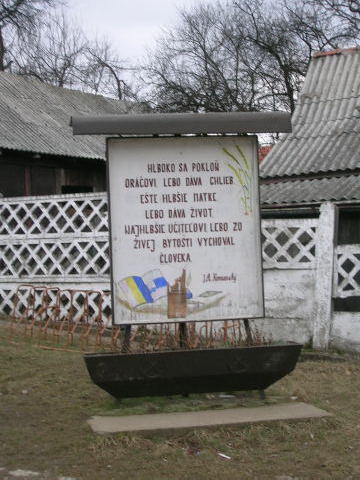 HLBOKO SA POKLOŇ
ORÁČOVI LEBO DÁVA CHLIEB
EŠTE HLBŠIE MATKE,
LEBO DÁVA ŽIVOT.
NAJHLBŠIE UČITEĽOVI LEBO ZO
ŽIVEJ BYTOSTI VYCHOVAL
ČLOVEKA.
J. A. Komenský